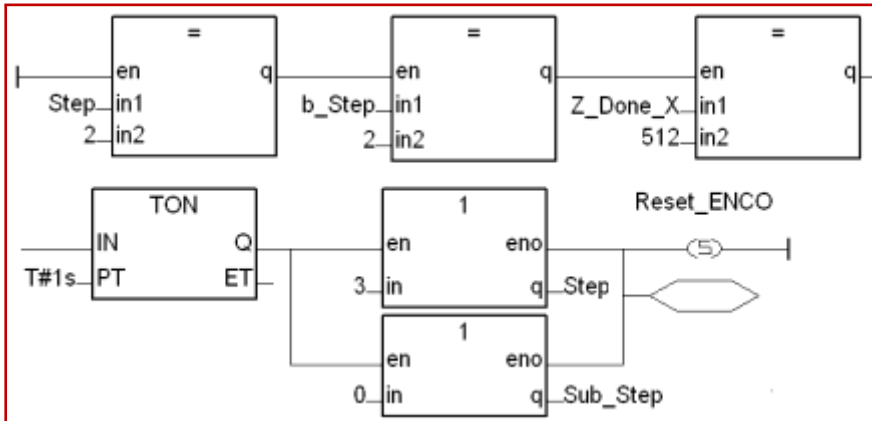 = = =
en q en q en q
Step in1 b_Step in1 Z_Done_X in1
2 in2 2 in2 512 in2
TON 1 Reset_ENCO
IN Q en eno S
T#1s PT ET 3 in q Step
1
en eno
0 in q Sub_Step